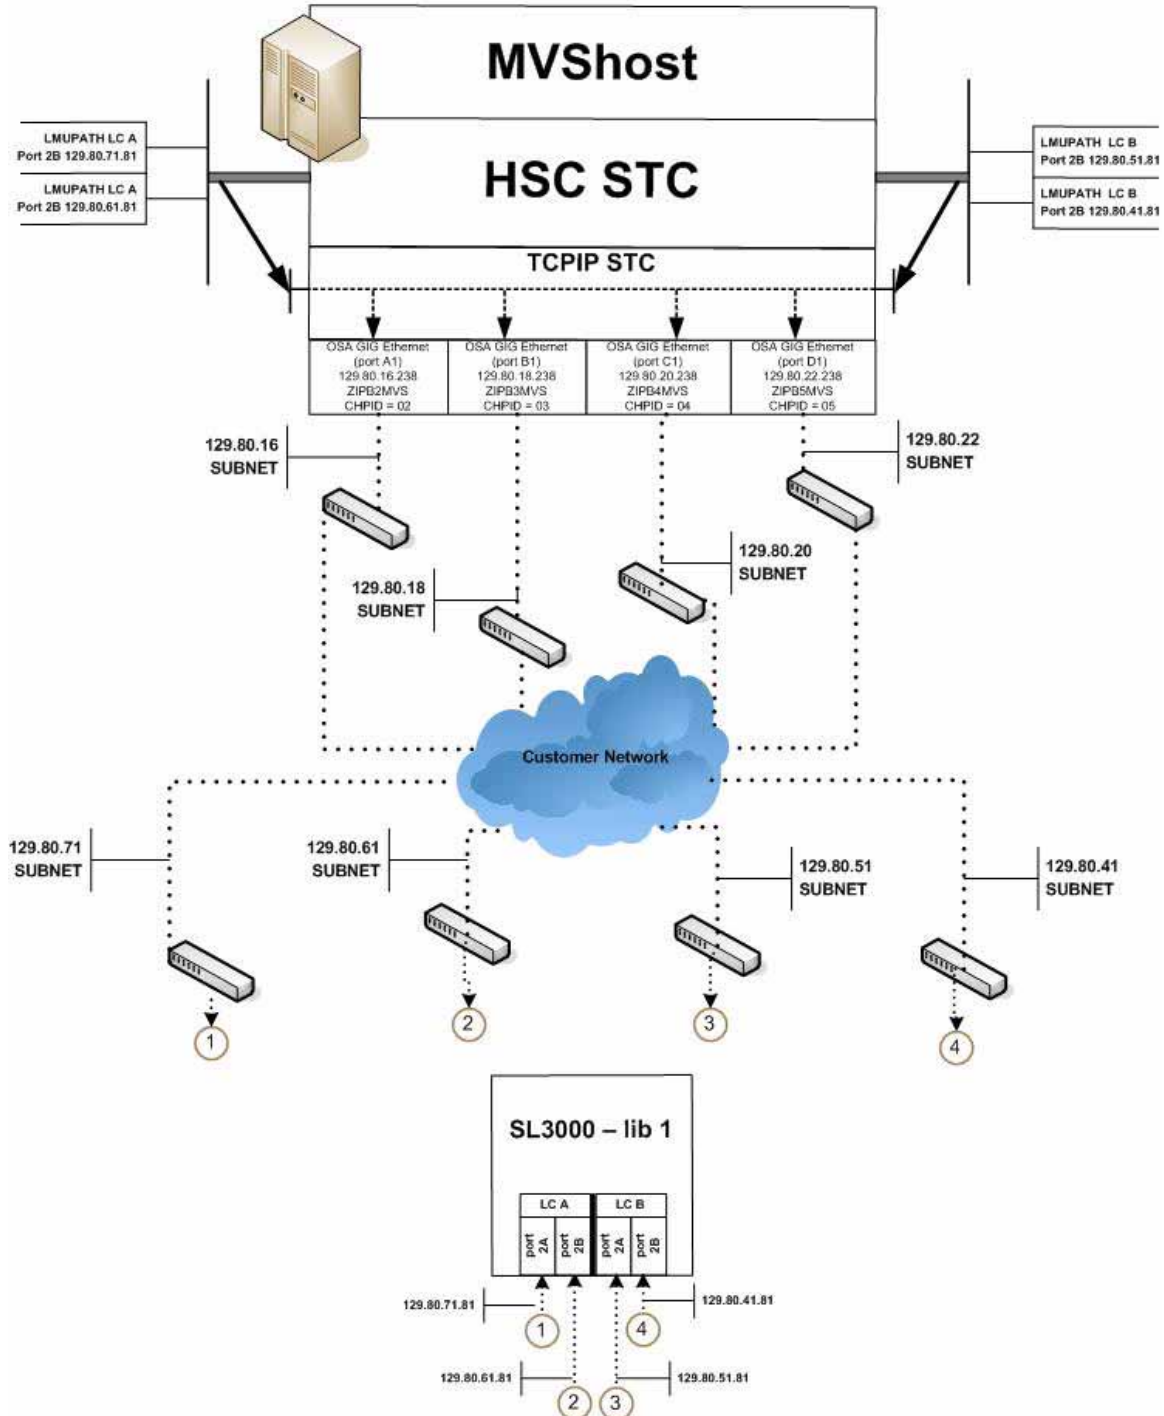 MVShost
HSC STC
LMUPATH LC A
Port 2B 129.80.71.81
LMUPATH LC A
Port 2B 129.80.61.81
LMUPATH LC B
Port 2B 129.80.51.81
LMUPATH LC B
Port 2B 129.80.41.81
TCPIP STC
OSA GIG Ethernet
(port A1)
129.80.16.238
ZIPB2MVS
CHPID = 02
OSA GIG Ethernet
(port B1)
129.80.18.238
ZIPB3MVS
CHPID = 03
OSA GIG Ethernet
(port C1)
129.80.20.238
ZIPB4MVS
CHPID = 04
OSA GIG Ethernet
(port D1)
129.80.22.238
ZIPB5MVS
CHPID = 05
129.80.16
SUBNET
129.80.22
SUBNET
129.80.20
SUBNET
129.80.18
SUBNET
Customer Network
129.80.71
SUBNET
129.80.61
SUBNET
129.80.51
SUBNET
129.80.41
SUBNET
1
2
3
4
SL3000 – lib 1
LC A
LC B
port
2A
port
2B
port
2A
port
2B
129.80.71.81
129.80.41.81
1
4
129.80.61.81
129.80.51.81
2
3